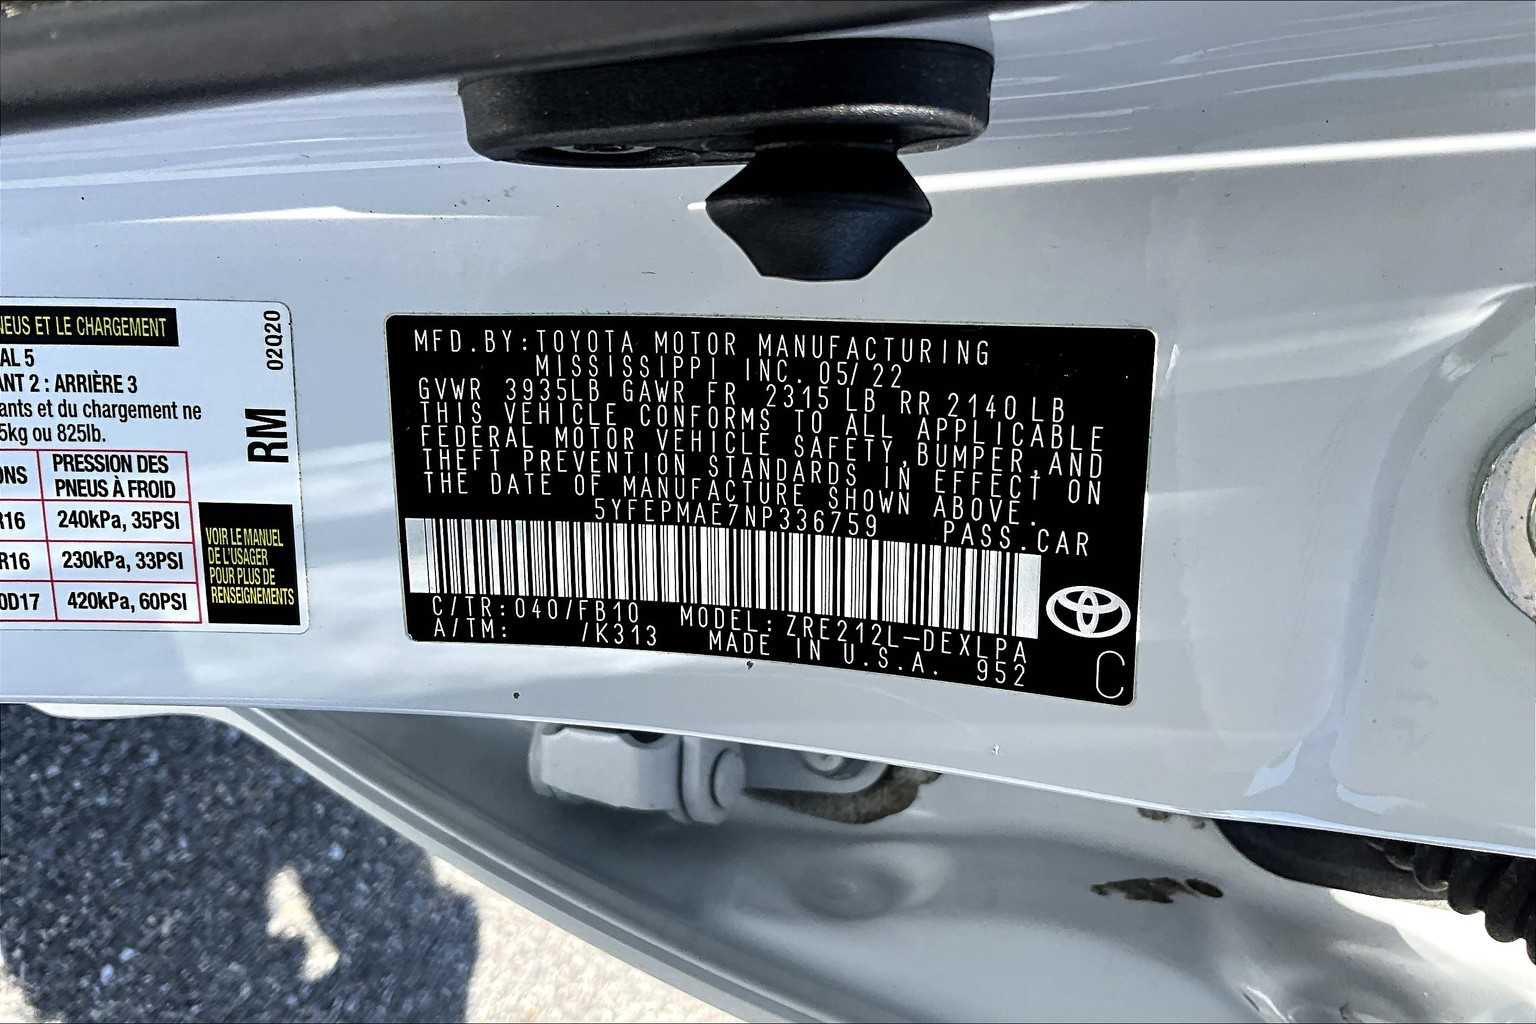 NEUS ET LE CHARGEMENT
AL 5
ANT 2 : ARRIÈRE 3
ants et du chargement ne
5kg ou 825lb.
ONS PRESSION DES PNEUS À FROID
R16 240kPa, 35PSI
R16 230kPa, 33PSI
0D17 420kPa, 60PSI
02Q20
RM
VOIR LE MANUEL
DE L'USAGER
POUR PLUS DE
RENSEIGNEMENTS
MFD.BY:TOYOTA MOTOR MANUFACTURING
MISSISSIPPI INC. 05/22
GVWR 3935LB GAWR FR 2315 LB RR 2140 LB
THIS VEHICLE CONFORMS TO ALL APPLICABLE
FEDERAL MOTOR VEHICLE SAFETY,BUMPER,AND
THEFT PREVENTION STANDARDS IN EFFECT ON
THE DATE OF MANUFACTURE SHOWN ABOVE.
5YFEPMAE7NP336759 PASS.CAR
C/TR:040/FB10 MODEL:ZRE212L-DEXLPA
A/TM: /K313 MADE IN U.S.A. 952
C